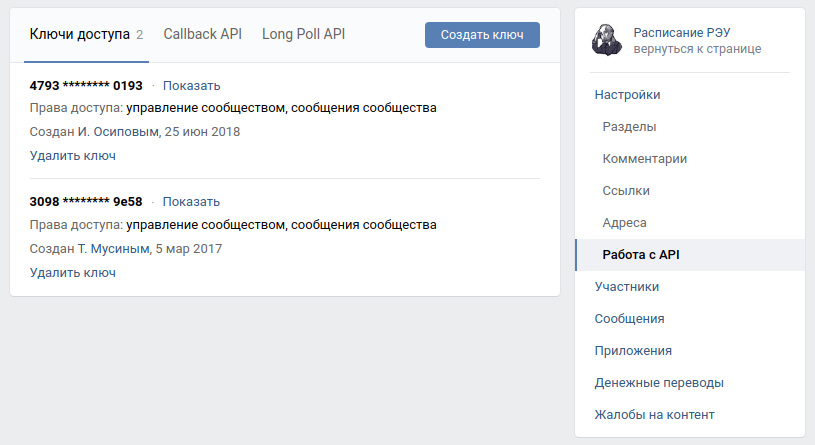 Ключи доступа 2 Callback API Long Poll API Создать ключ
4793 ******** 0193 · Показать
Права доступа: управление сообществом, сообщения сообщества
Создан И. Осиповым, 25 июн 2018
Удалить ключ
3098 ******** 9e58 · Показать
Права доступа: управление сообществом, сообщения сообщества
Создан Т. Мусиным, 5 мар 2017
Удалить ключ
Расписание РЭУ
вернуться к странице
Настройки
Разделы
Комментарии
Ссылки
Адреса
Работа с API
Участники
Сообщения
Приложения
Денежные переводы
Жалобы на контент